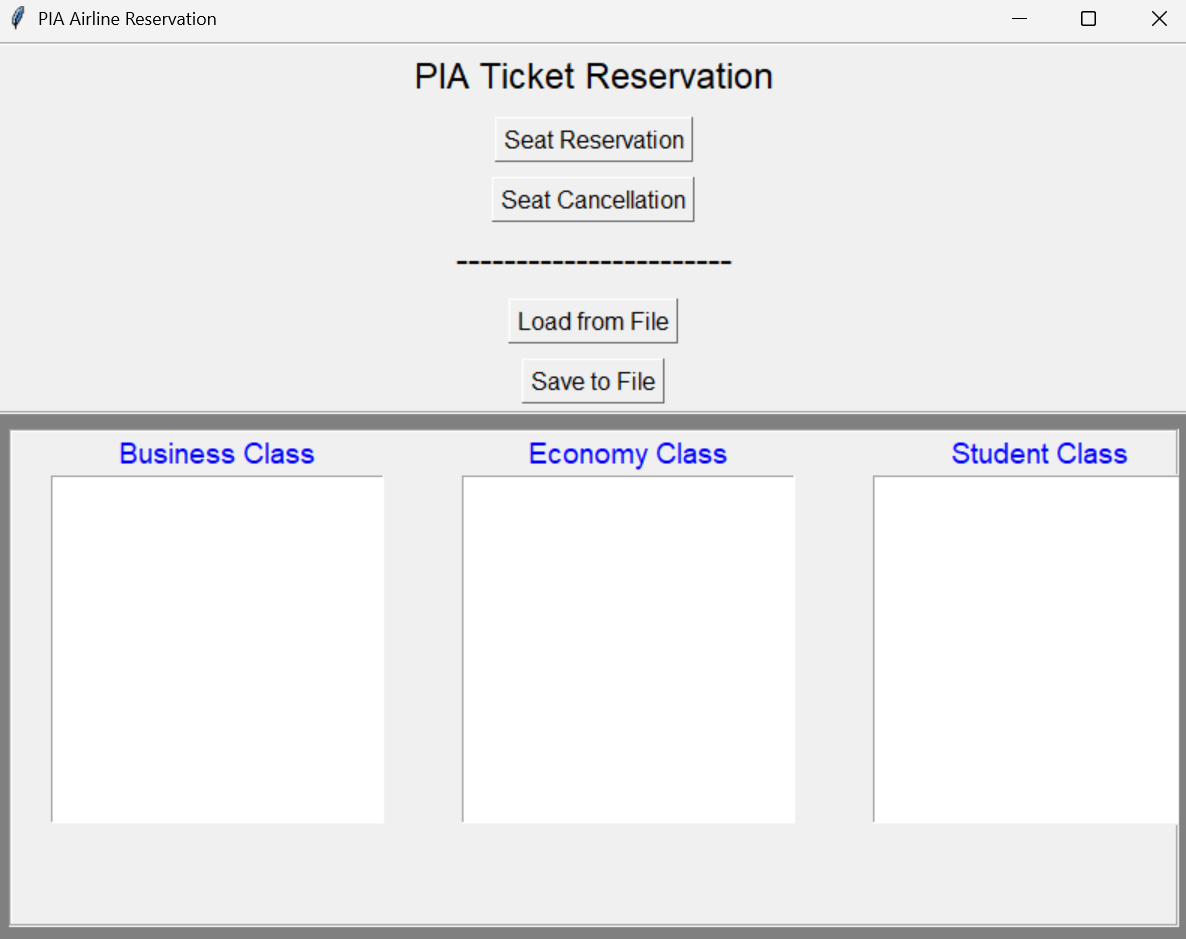 PIA Airline Reservation
PIA Ticket Reservation
Seat Reservation
Seat Cancellation
-----------------------
Load from File
Save to File
Business Class Economy Class Student Class